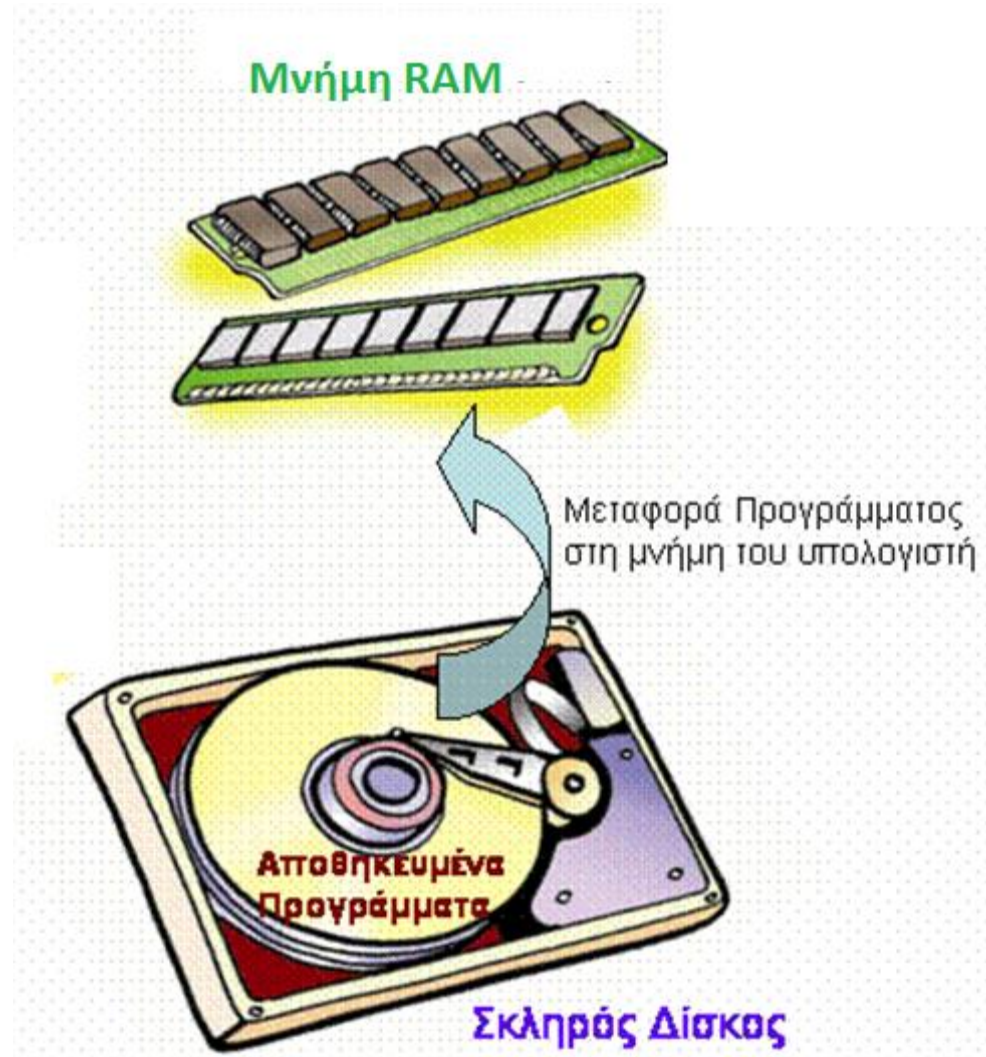 Μνήμη RAM
Μεταφορά Προγράμματος
στη μνήμη του υπολογιστή
Αποθηκευμένα
Προγράμματα
Σκληρός Δίσκος